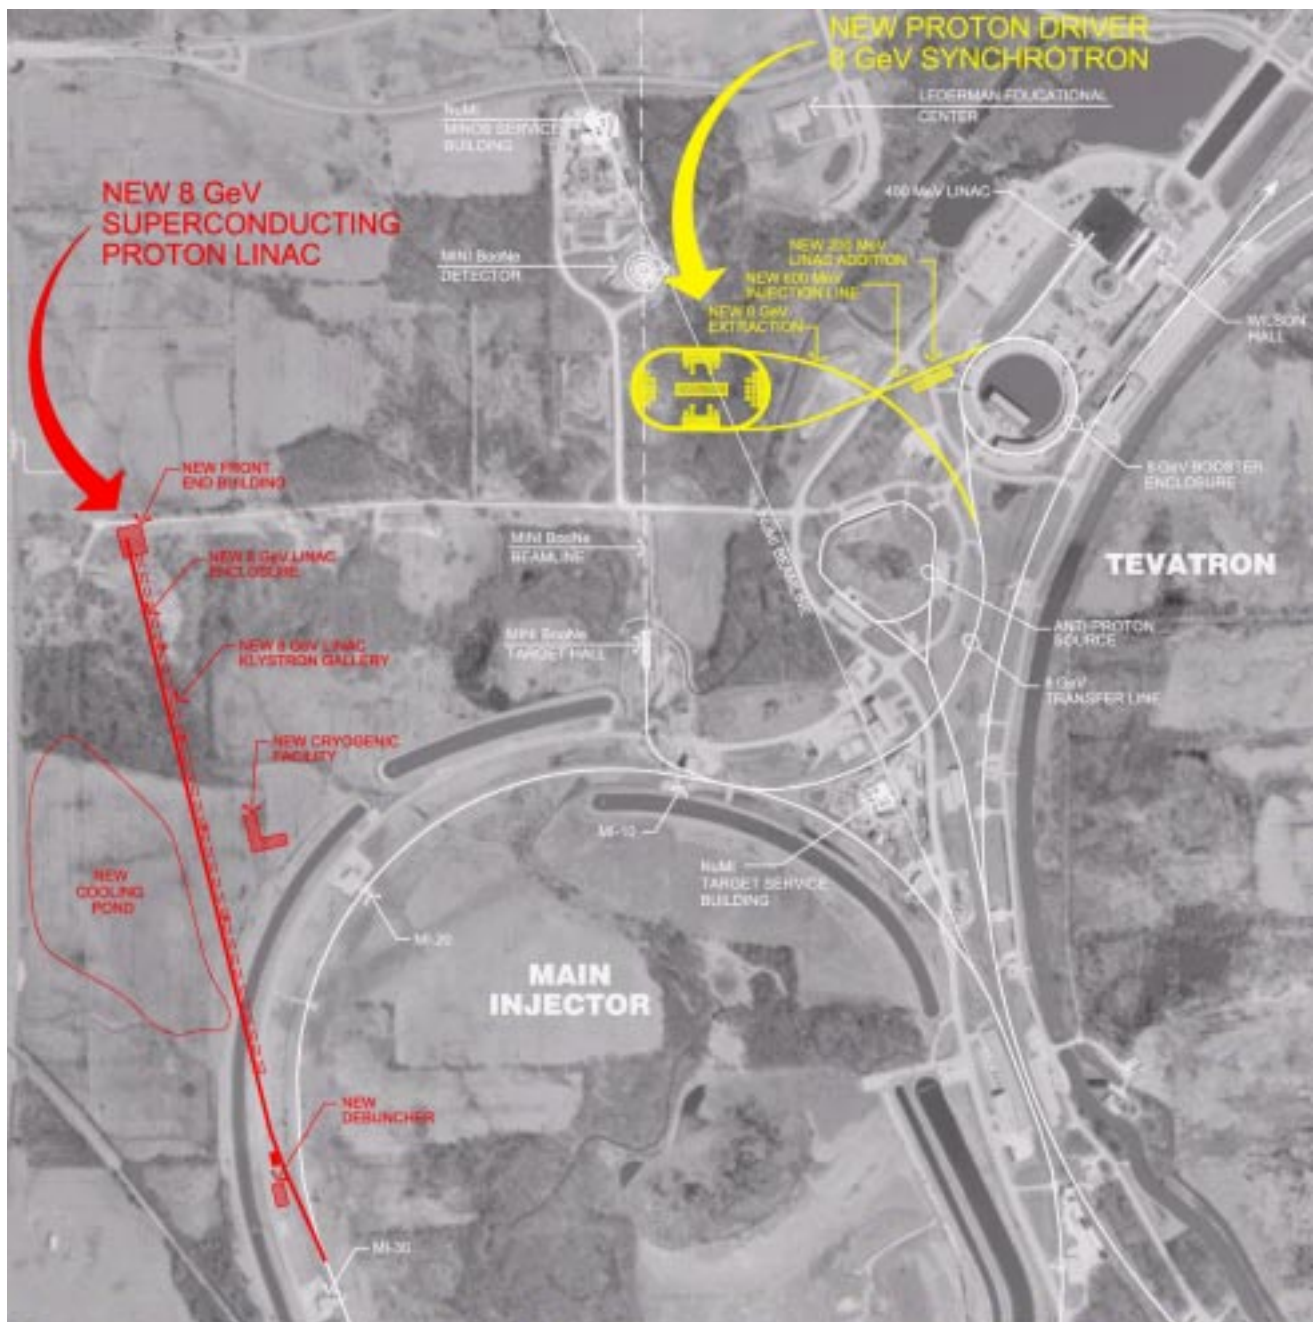 NEW PROTON DRIVER
8 GeV SYNCHROTRON
LEDERMAN EDUCATIONAL
CENTER
NuMI
MINOS SERVICE
BUILDING
NEW 8 GeV
SUPERCONDUCTING
PROTON LINAC
400 MeV LINAC
MINI BooNe
DETECTOR
NEW 200 MeV
LINAC ADDITION
NEW 600 MeV
INJECTION LINE
NEW 8 GeV
EXTRACTION
WILSON
HALL
NEW FRONT
END BUILDING
8 GeV BOOSTER
ENCLOSURE
MINI BooNe
BEAMLINE
NEW 8 GeV LINAC
ENCLOSURE
TEVATRON
MINI BooNe
TARGET HALL
ANTI-PROTON
SOURCE
NEW 8 GeV LINAC
KLYSTRON GALLERY
8 GeV
TRANSFER LINE
NEW CRYOGENIC
FACILITY
MI-10
NEW
COOLING
POND
NuMI
TARGET SERVICE
BUILDING
MI-20
MAIN
INJECTOR
NEW
DEBUNCHER
MI-30